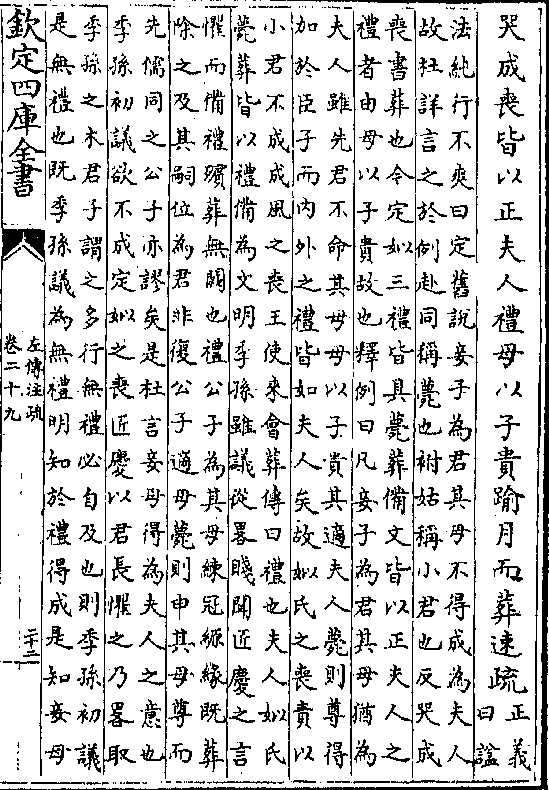 哭成喪皆以正夫人禮母以子貴踰月而葬速疏正義曰諡
法純行不爽曰定舊說妾子為君其母不得成為夫人
故杜詳言之於例赴同稱薨也祔姑稱小君也反哭成
喪書葬也今定姒三禮皆具薨葬備文皆以正夫人之
禮者由母以子貴故也釋例曰凡妾子為君其母猶為
夫人雖先君不命其母母以子貴其適夫人薨則尊得
加於臣子而內外之禮皆如夫人矣故姒氏之喪責以
小君不成成風之喪王使來會葬傳曰禮也夫人姒氏
薨葬皆以禮備為文明季孫雖議從畧賤聞匠慶之言
懼而備禮殯葬無闕也禮公子為其母練冠縓緣既葬
除之及其嗣位為君非復公子適母薨則申其母尊而
先儒同之公子亦謬矣是杜言妾母得為夫人之意也
季孫初議欲不成定姒之喪匠慶以君長懼之乃畧取
季孫之木君子謂之多行無禮必自及也則季孫初議
是無禮也既季孫議為無禮明知於禮得成是知妾母
欽定四庫全書
左傳注疏
卷二十九
二十二